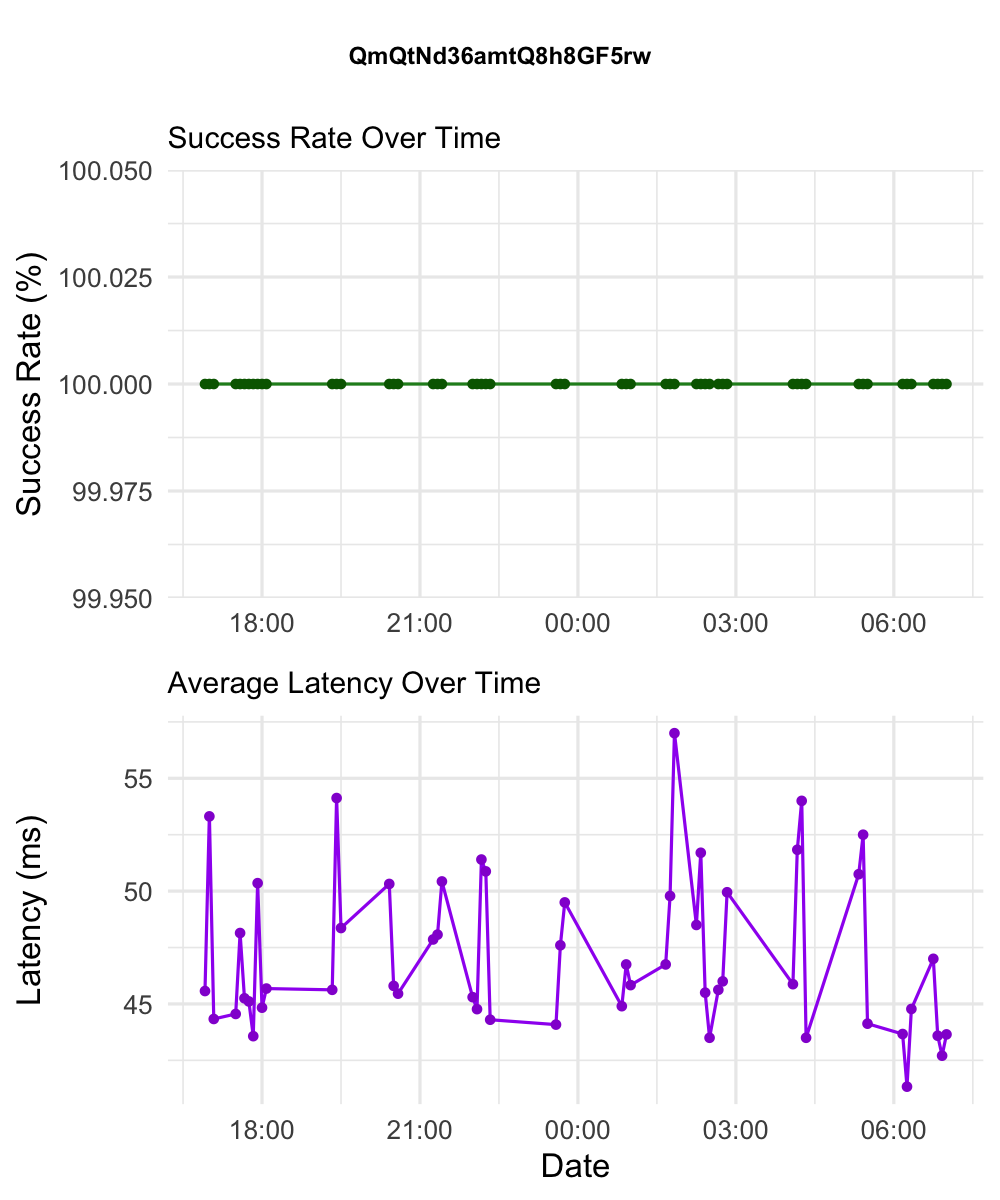 QmQtNd36amtQ8h8GF5rw
Success Rate Over Time
Success Rate (%)
100.050
100.025
100.000
99.975
99.950
18:00 21:00 00:00 03:00 06:00
Average Latency Over Time
Latency (ms)
55
50
45
18:00 21:00 00:00 03:00 06:00
Date